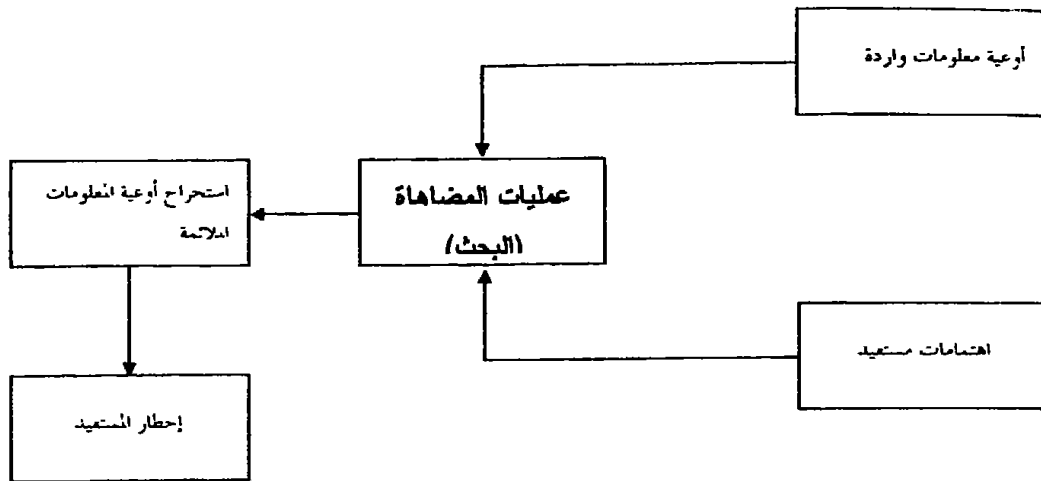 أوعية معلومات واردة
عمليات المضاهاة
(البحث)
استخراج أوعية المعلومات
الملائمة
اهتمامات مستفيد
إخطار المستفيد